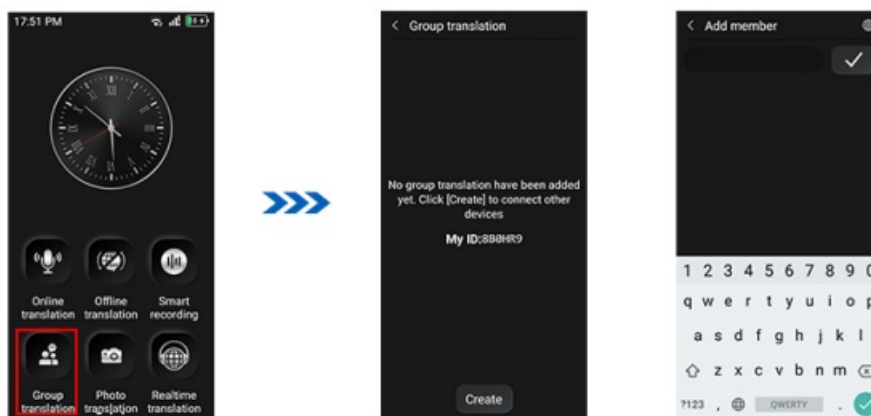 17:51 PM
XII
Online translation
Offline translation
Smart recording
Group translation
Photo translation
Realtime translation
Group translation
No group translation have been added
yet. Click [Create] to connect other
devices
My ID:8B0HR9
Create
Add member
1 2 3 4 5 6 7 8 9 0
q w e r t y u i o p
a s d f g h j k l
z x c v b n m
?123 , QWERTY .